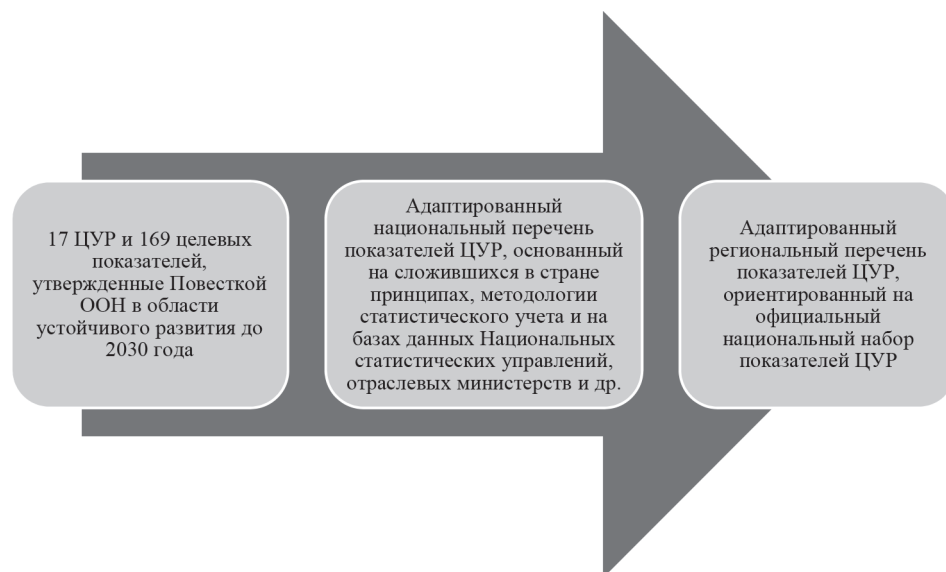 17 ЦУР и 169 целевых
показателей,
утвержденные Повесткой
ООН в области
устойчивого развития до
2030 года
Адаптированный
национальный перечень
показателей ЦУР, основанный
на сложившихся в стране
принципах, методологии
статистического учета и на
базах данных Национальных
статистических управлений,
отраслевых министерств и др.
Адаптированный
региональный перечень
показателей ЦУР,
ориентированный на
официальный
национальный набор
показателей ЦУР